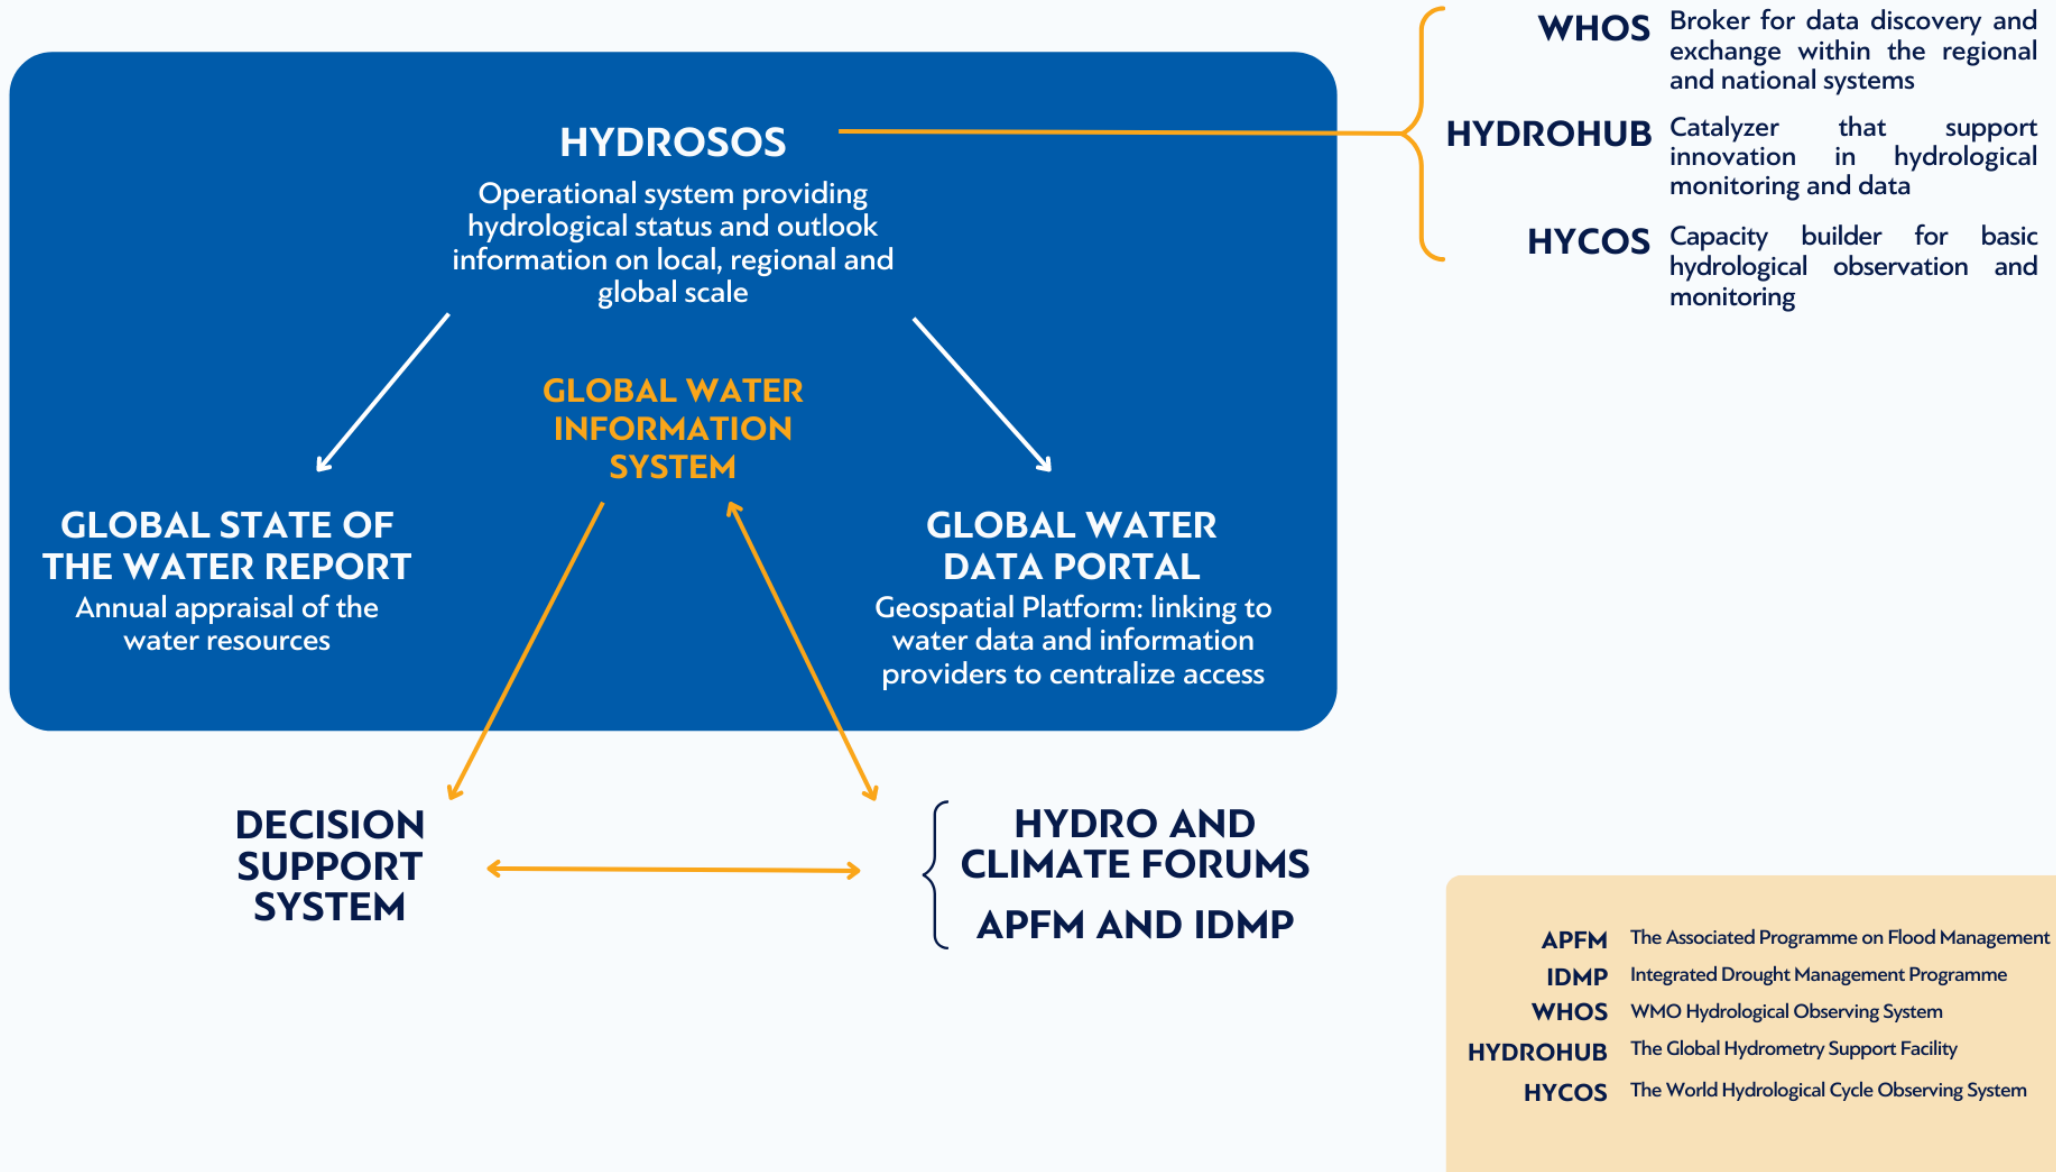 HYDROSOS
Operational system providing
hydrological status and outlook
information on local, regional and
global scale
WHOS
Broker for data discovery and
exchange within the regional
and national systems
HYDROHUB
Catalyzer that support
innovation in hydrological
monitoring and data
HYCOS
Capacity builder for basic
hydrological observation and
monitoring
GLOBAL WATER
INFORMATION
SYSTEM
GLOBAL STATE OF
THE WATER REPORT
Annual appraisal of the
water resources
GLOBAL WATER
DATA PORTAL
Geospatial Platform: linking to
water data and information
providers to centralize access
DECISION
SUPPORT
SYSTEM
HYDRO AND
CLIMATE FORUMS
APFM AND IDMP
APFM The Associated Programme on Flood Management
IDMP Integrated Drought Management Programme
WHOS WMO Hydrological Observing System
HYDROHUB The Global Hydrometry Support Facility
HYCOS The World Hydrological Cycle Observing System